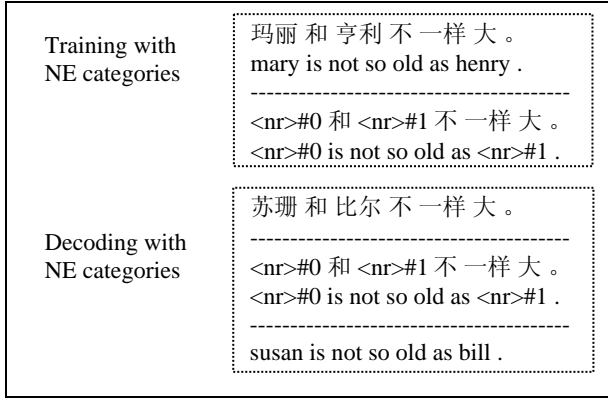 Training with
NE categories
玛丽 和 亨利 不 一样 大 。
mary is not so old as henry .
---------------------------------------
<nr>#0 和 <nr>#1 不 一样 大 。
<nr>#0 is not so old as <nr>#1 .
Decoding with
NE categories
苏珊 和 比尔 不 一样 大 。
---------------------------------------
<nr>#0 和 <nr>#1 不 一样 大 。
<nr>#0 is not so old as <nr>#1 .
---------------------------------------
susan is not so old as bill .